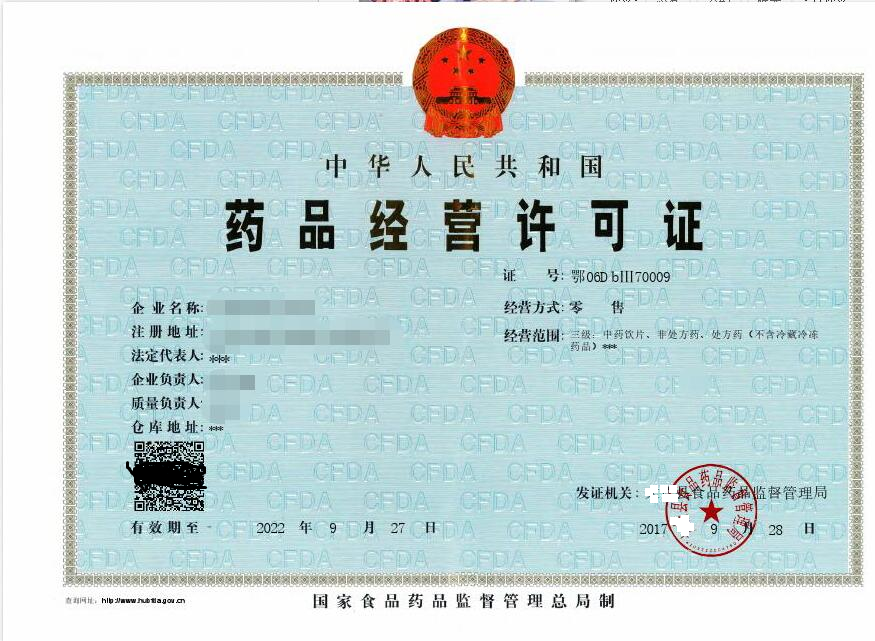 中华人民共和国
药品经营许可证
证 号: 鄂06DbIII70009
企业名称:
经营方式: 零 售
注册地址:
经营范围: 三级: 中药饮片、非处方药、处方药(不含冷藏冷冻
药品)***
法定代表人: ***
企业负责人:
质量负责人:
仓库地址: ***
发证机关: 县食品药品监督管理局
有效期至 2022 年 9 月 27 日
2017 9 月 28 日
查询网址: http://www.hubfda.gov.cn
国家食品药品监督管理总局制